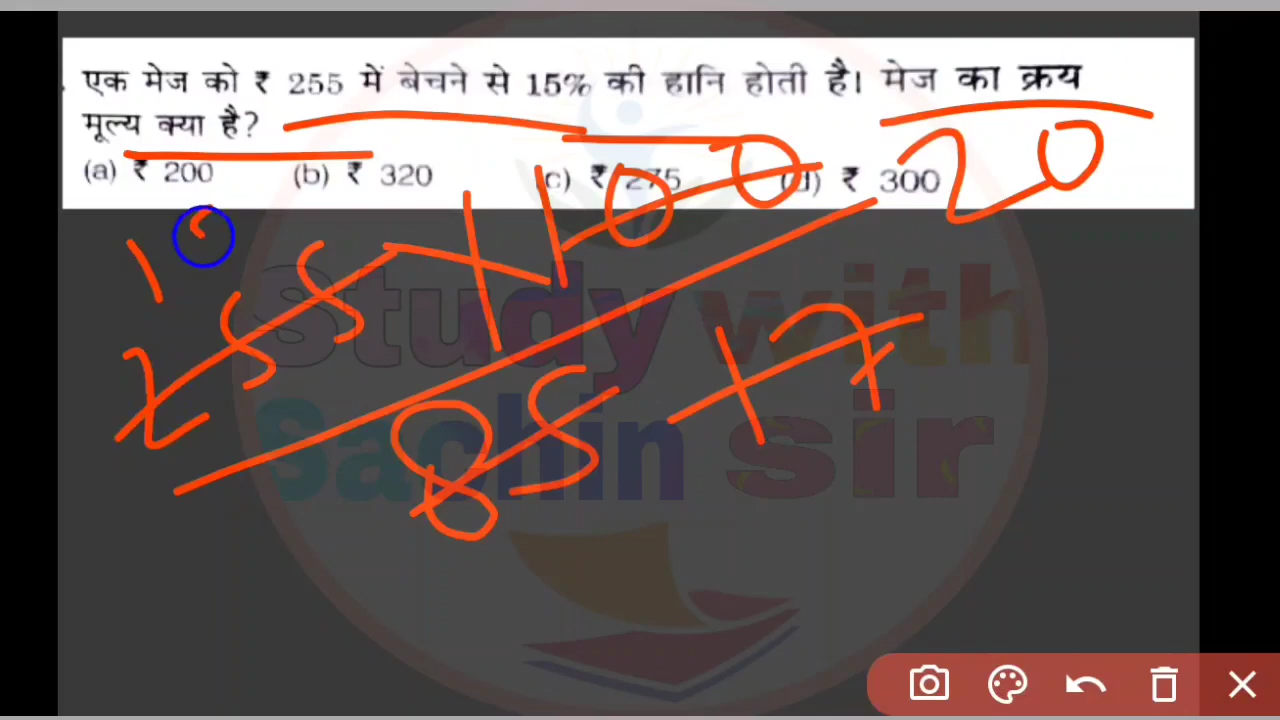 एक मेज को ₹ 255 में बेचने से 15% की हानि होती है। मेज का क्रय
मूल्य क्या है?
(a) ₹ 200 (b) ₹ 320 (c) ₹ 275 (d) ₹ 300
20
255 × 100
85 17
Study with
Sachin sir